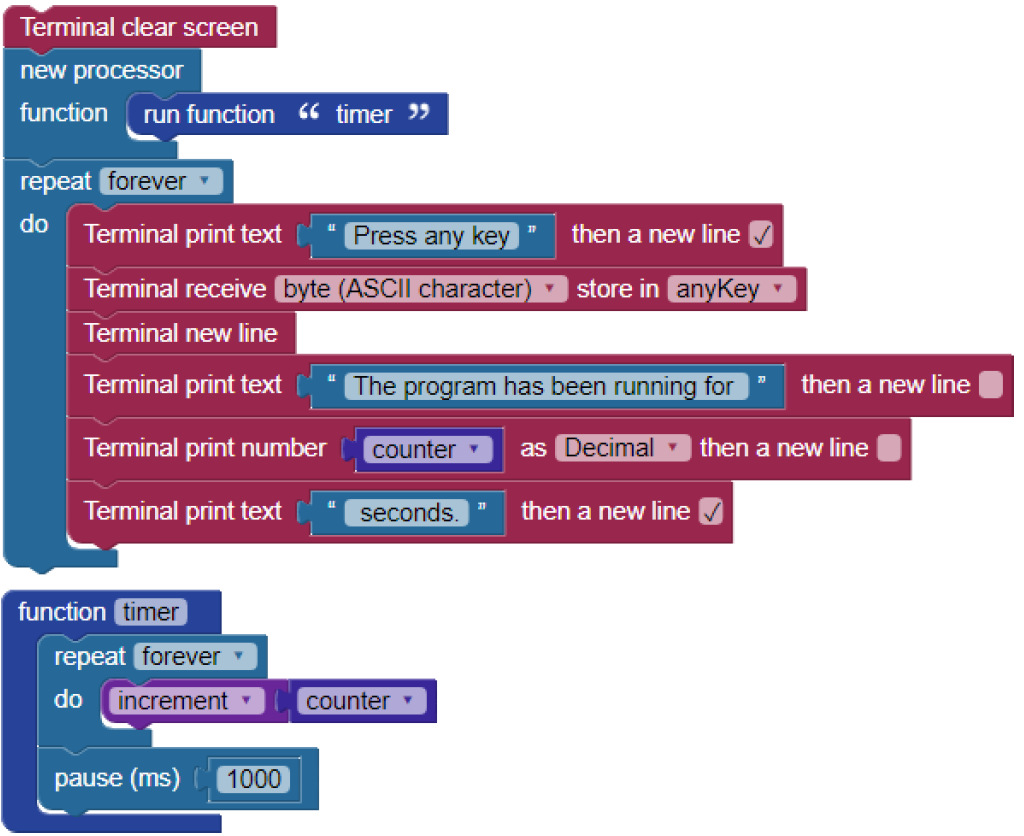 Terminal clear screen
new processor
function run function “ timer ”
repeat forever
do Terminal print text “ Press any key ” then a new line
Terminal receive byte (ASCII character) store in anyKey
Terminal new line
Terminal print text “ The program has been running for ” then a new line
Terminal print number counter as Decimal then a new line
Terminal print text “ seconds. ” then a new line
function timer
repeat forever
do increment counter
pause (ms) 1000